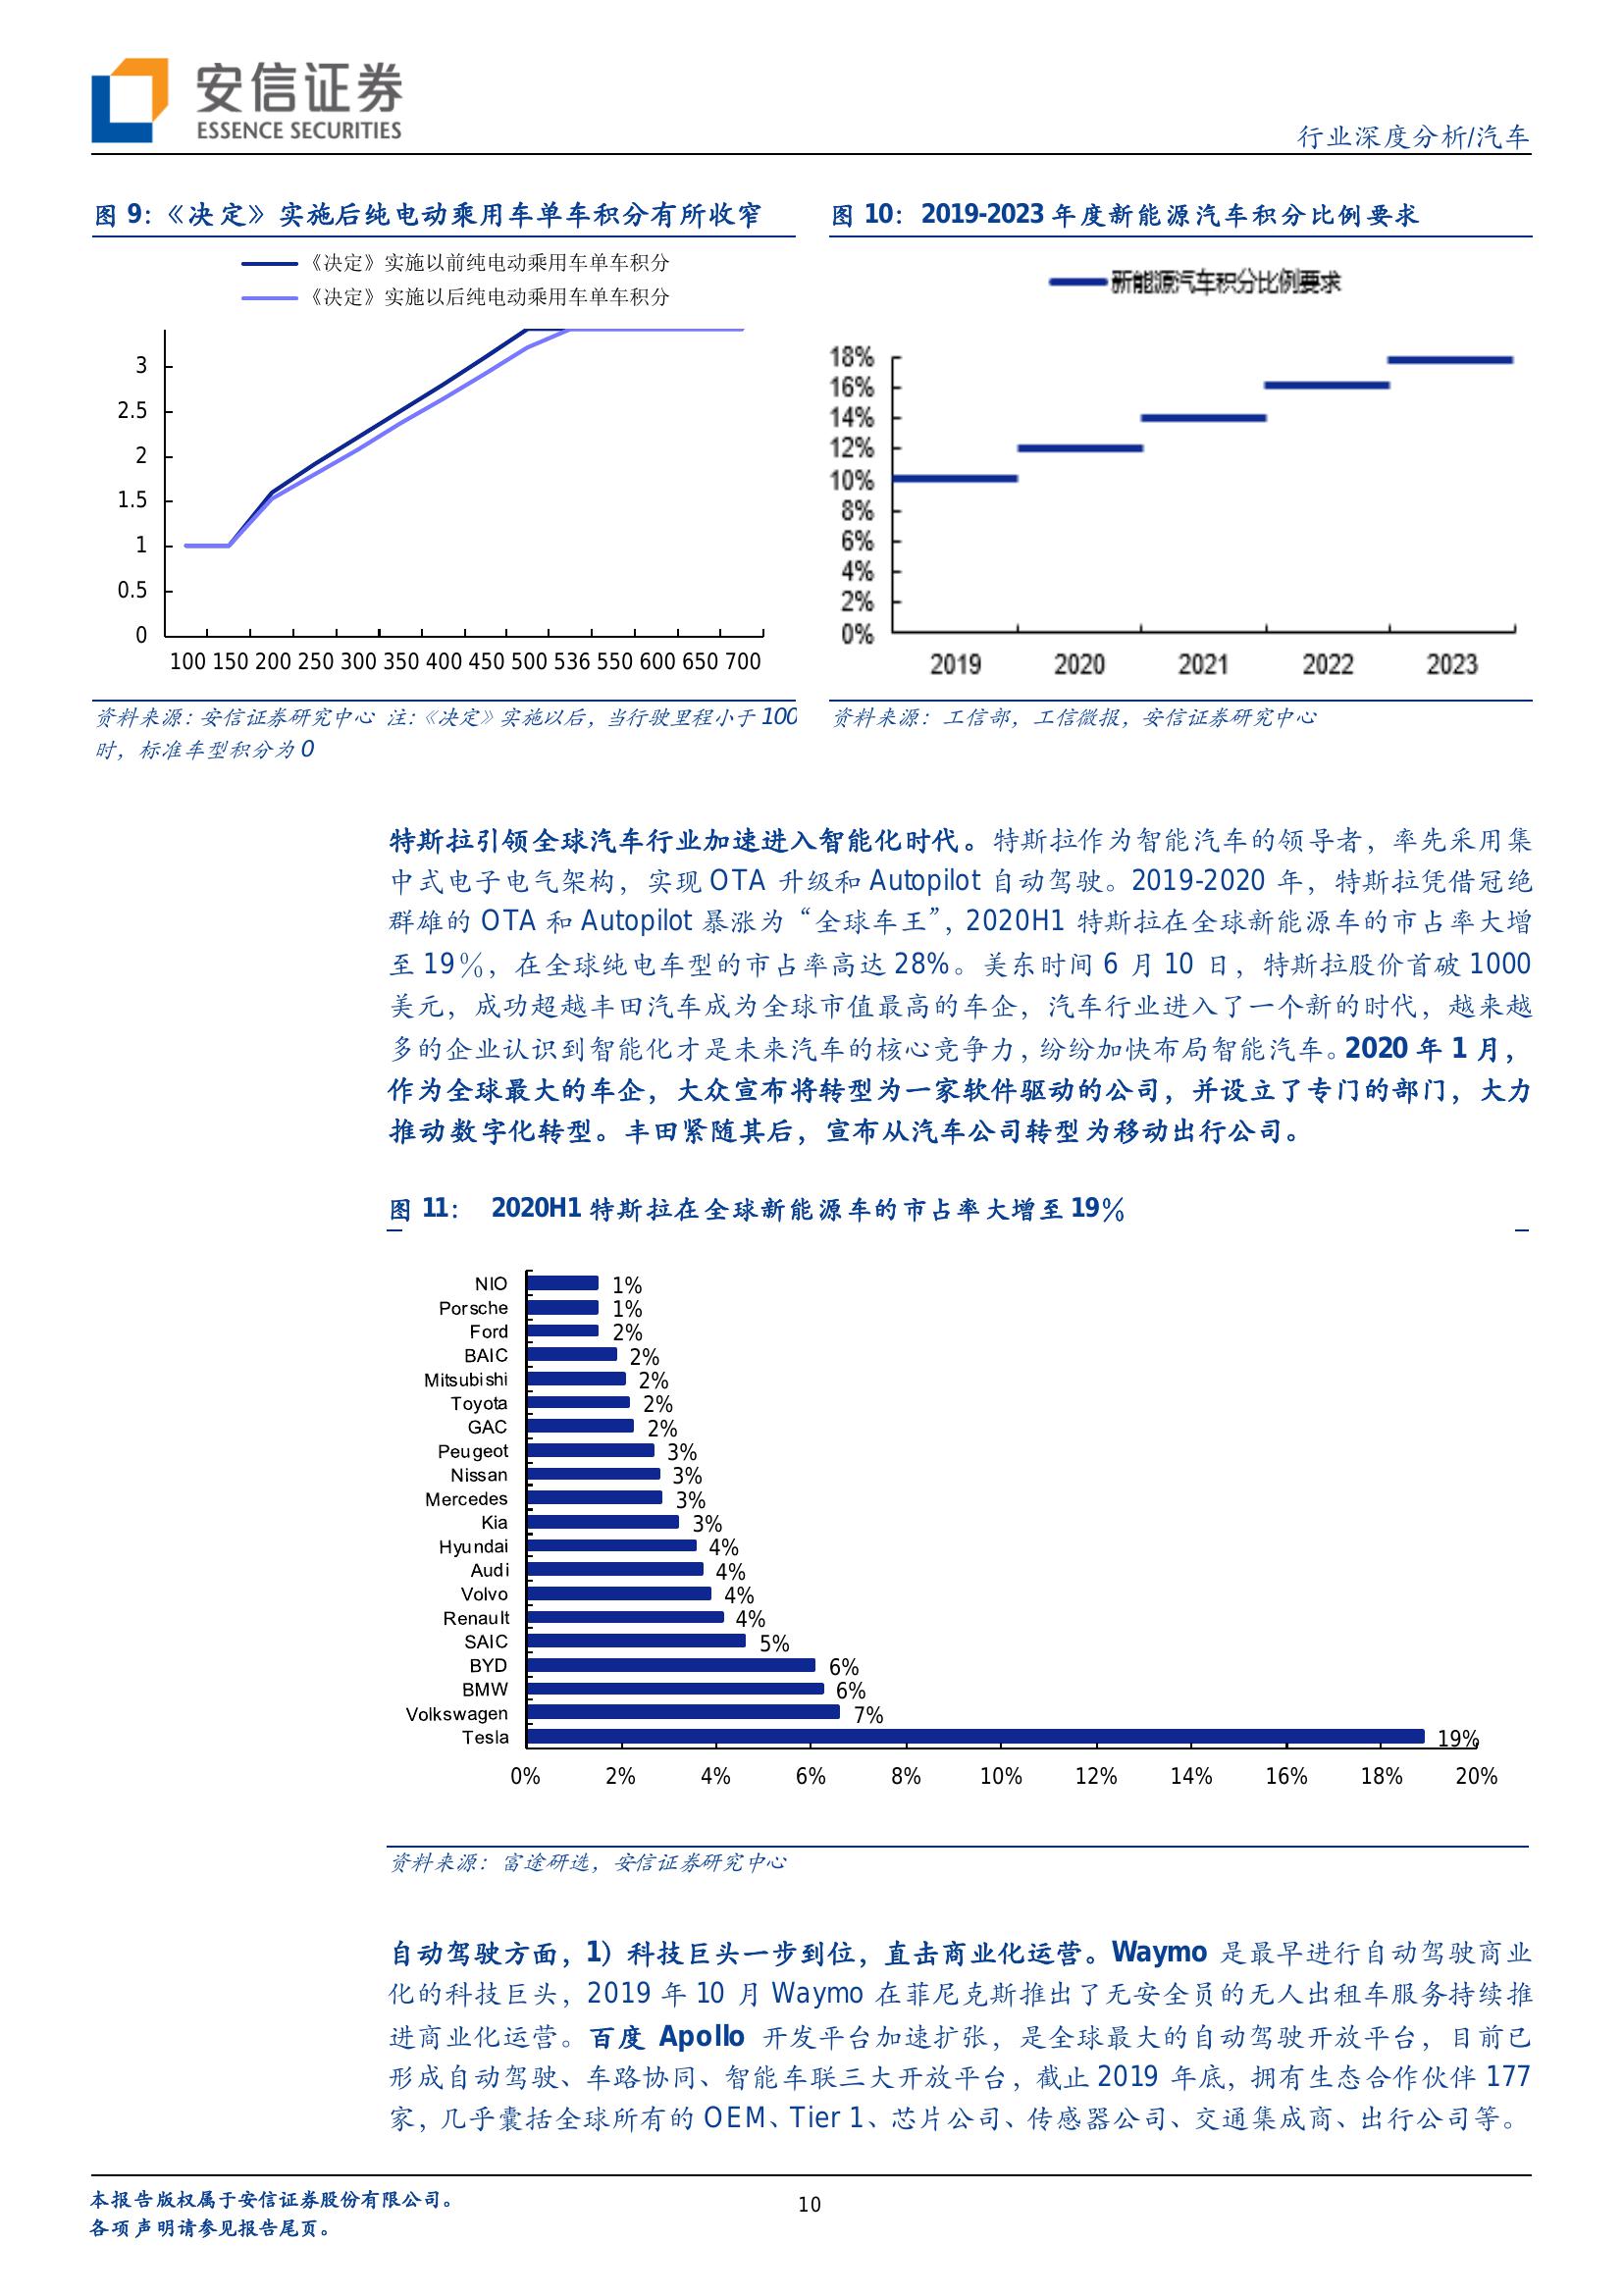 安信证券
ESSENCE SECURITIES
行业深度分析/汽车
图 9:《决定》实施后纯电动乘用车单车积分有所收窄
《决定》实施以前纯电动乘用车单车积分
《决定》实施以后纯电动乘用车单车积分
3
2.5
2
1.5
1
0.5
0
100 150 200 250 300 350 400 450 500 536 550 600 650 700
资料来源:安信证券研究中心 注:《决定》实施以后，当行驶里程小于 100
时，标准车型积分为 0
图 10: 2019-2023 年度新能源汽车积分比例要求
新能源汽车积分比例要求
18%
16%
14%
12%
10%
8%
6%
4%
2%
0%
2019 2020 2021 2022 2023
资料来源: 工信部，工信微报，安信证券研究中心
特斯拉引领全球汽车行业加速进入智能化时代。特斯拉作为智能汽车的领导者，率先采用集
中式电子电气架构，实现 OTA 升级和 Autopilot 自动驾驶。2019-2020 年，特斯拉凭借冠绝
群雄的 OTA 和 Autopilot 暴涨为“全球车王”，2020H1 特斯拉在全球新能源车的市占率大增
至 19%，在全球纯电车型的市占率高达 28%。美东时间 6 月 10 日，特斯拉股价首破 1000
美元，成功超越丰田汽车成为全球市值最高的车企，汽车行业进入了一个新的时代，越来越
多的企业认识到智能化才是未来汽车的核心竞争力，纷纷加快布局智能汽车。2020 年 1 月，
作为全球最大的车企，大众宣布将转型为一家软件驱动的公司，并设立了专门的部门，大力
推动数字化转型。丰田紧随其后，宣布从汽车公司转型为移动出行公司。
图 11: 2020H1 特斯拉在全球新能源车的市占率大增至 19%
NIO 1%
Porsche 1%
Ford 2%
BAIC 2%
Mitsubishi 2%
Toyota 2%
GAC 2%
Peugeot 3%
Nissan 3%
Mercedes 3%
Kia 3%
Hyundai 4%
Audi 4%
Volvo 4%
Renault 4%
SAIC 5%
BYD 6%
BMW 6%
Volkswagen 7%
Tesla 19%
0% 2% 4% 6% 8% 10% 12% 14% 16% 18% 20%
资料来源: 富途研选，安信证券研究中心
自动驾驶方面，1）科技巨头一步到位，直击商业化运营。Waymo 是最早进行自动驾驶商业
化的科技巨头，2019 年 10 月 Waymo 在菲尼克斯推出了无安全员的无人出租车服务持续推
进商业化运营。百度 Apollo 开发平台加速扩张，是全球最大的自动驾驶开放平台，目前已
形成自动驾驶、车路协同、智能车联三大开放平台，截止 2019 年底，拥有生态合作伙伴 177
家，几乎囊括全球所有的 OEM、Tier 1、芯片公司、传感器公司、交通集成商、出行公司等。
本报告版权属于安信证券股份有限公司。
各项声明请参见报告尾页。
10